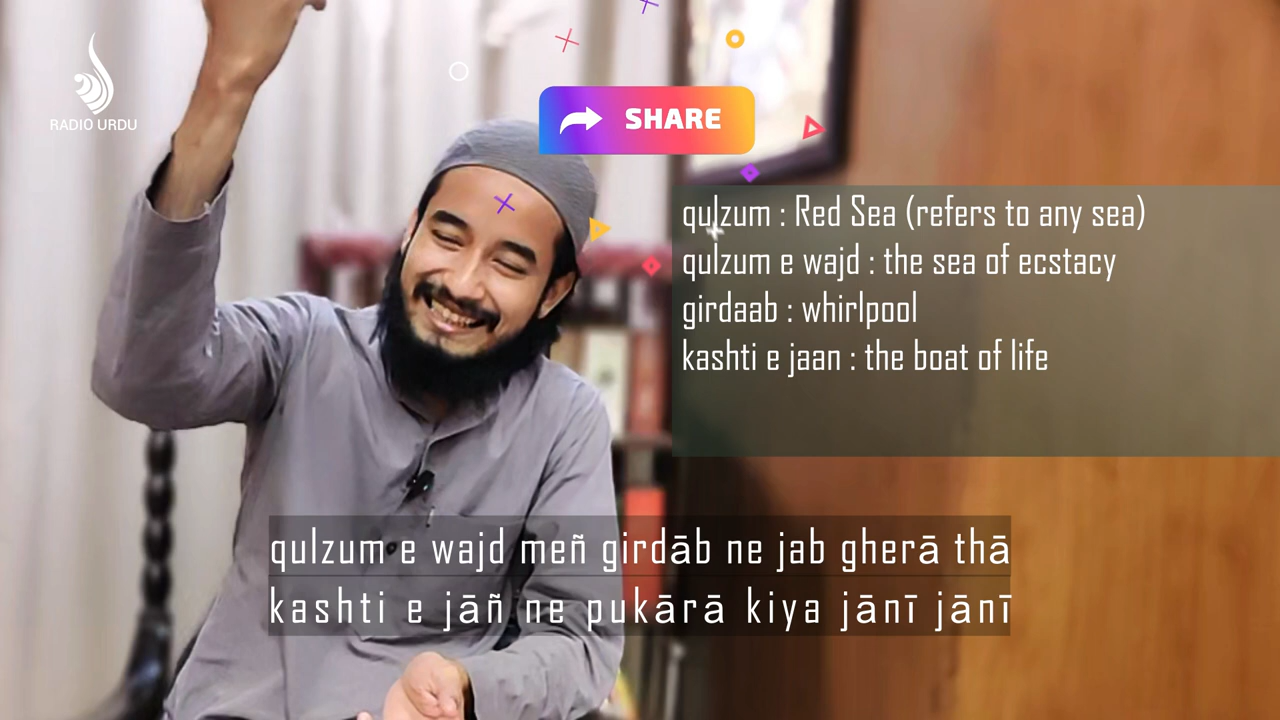 RADIO URDU
SHARE
qulzum : Red Sea (refers to any sea)
qulzum e wajd : the sea of ecstacy
girdaab : whirlpool
kashti e jaan : the boat of life
qulzum e wajd meñ girdāb ne jab gherā thā
kashti e jāñ ne pukārā kiya jānī jānī